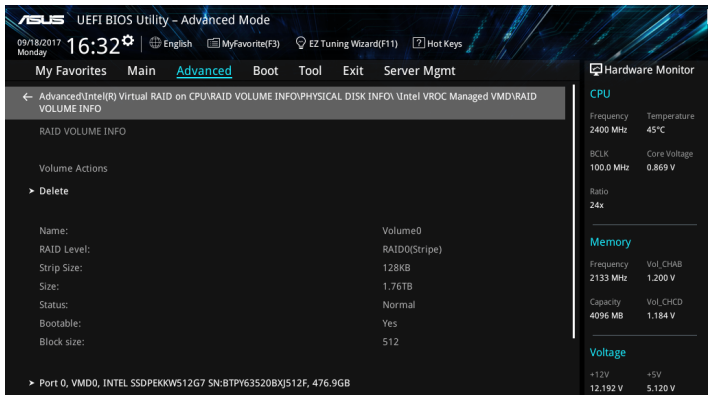 ASUS UEFI BIOS Utility – Advanced Mode
09/18/2017 Monday 16:32 English MyFavorite(F3) EZ Tuning Wizard(F11) ? Hot Keys
My Favorites Main Advanced Boot Tool Exit Server Mgmt
← Advanced\Intel(R) Virtual RAID on CPU\RAID VOLUME INFO\PHYSICAL DISK INFO\ \Intel VROC Managed VMD\RAID
VOLUME INFO
RAID VOLUME INFO
Volume Actions
> Delete
Name: Volume0
RAID Level: RAID0(Stripe)
Strip Size: 128KB
Size: 1.76TB
Status: Normal
Bootable: Yes
Block size: 512
> Port 0, VMD0, INTEL SSDPEKKW512G7 SN:BTPY63520BXJ512F, 476.9GB
Hardware Monitor
CPU
Frequency Temperature
2400 MHz 45°C
BCLK Core Voltage
100.0 MHz 0.869 V
Ratio
24x
Memory
Frequency Vol_CHAB
2133 MHz 1.200 V
Capacity Vol_CHCD
4096 MB 1.184 V
Voltage
+12V +5V
12.192 V 5.120 V